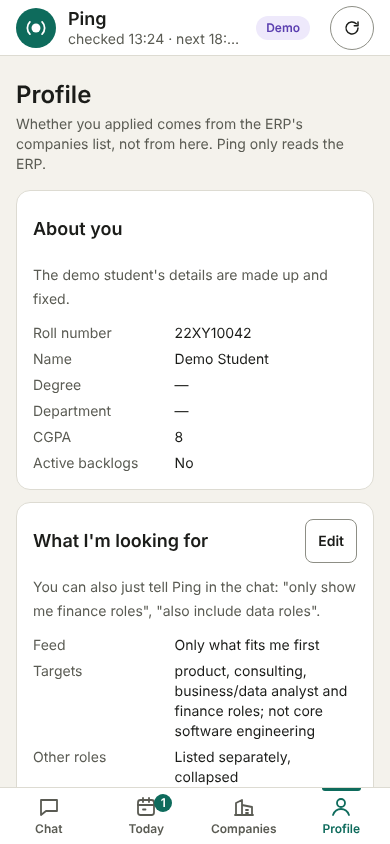 Ping
checked 13:24 · next 18:...
Demo
Profile
Whether you applied comes from the ERP's
companies list, not from here. Ping only reads the
ERP.
About you
The demo student's details are made up and
fixed.
Roll number 22XY10042
Name Demo Student
Degree —
Department —
CGPA 8
Active backlogs No
What I'm looking for
Edit
You can also just tell Ping in the chat: "only show
me finance roles", "also include data roles".
Feed Only what fits me first
Targets product, consulting,
business/data analyst and
finance roles; not core
software engineering
Other roles Listed separately,
collapsed
1
Chat Today Companies Profile